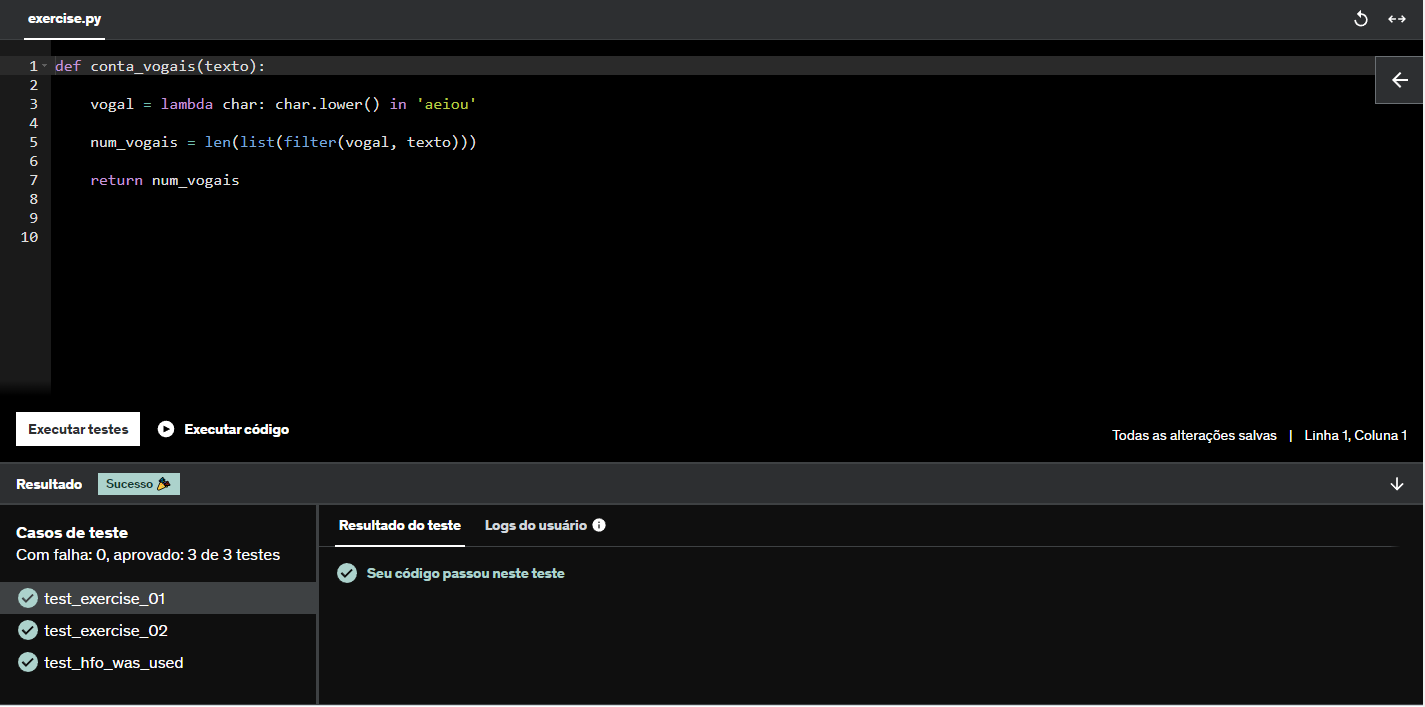 exercise.py
1 def conta_vogais(texto):
2
3     vogal = lambda char: char.lower() in 'aeiou'
4
5     num_vogais = len(list(filter(vogal, texto)))
6
7     return num_vogais
8
9
10
Executar testes Executar código Todas as alterações salvas | Linha 1, Coluna 1
Resultado Sucesso
Casos de teste
Com falha: 0, aprovado: 3 de 3 testes
test_exercise_01
test_exercise_02
test_hfo_was_used
Resultado do teste Logs do usuário
Seu código passou neste teste